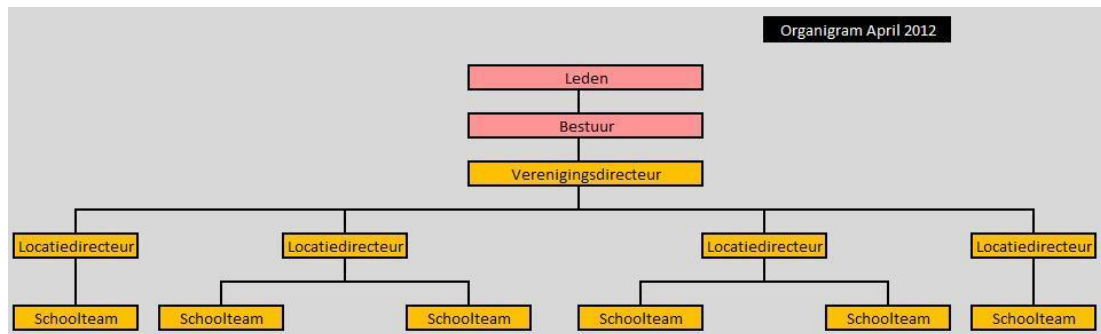 Organigram April 2012
Leden
Bestuur
Verenigingsdirecteur
Locatiedirecteur Locatiedirecteur Locatiedirecteur Locatiedirecteur
Schoolteam Schoolteam Schoolteam Schoolteam Schoolteam Schoolteam